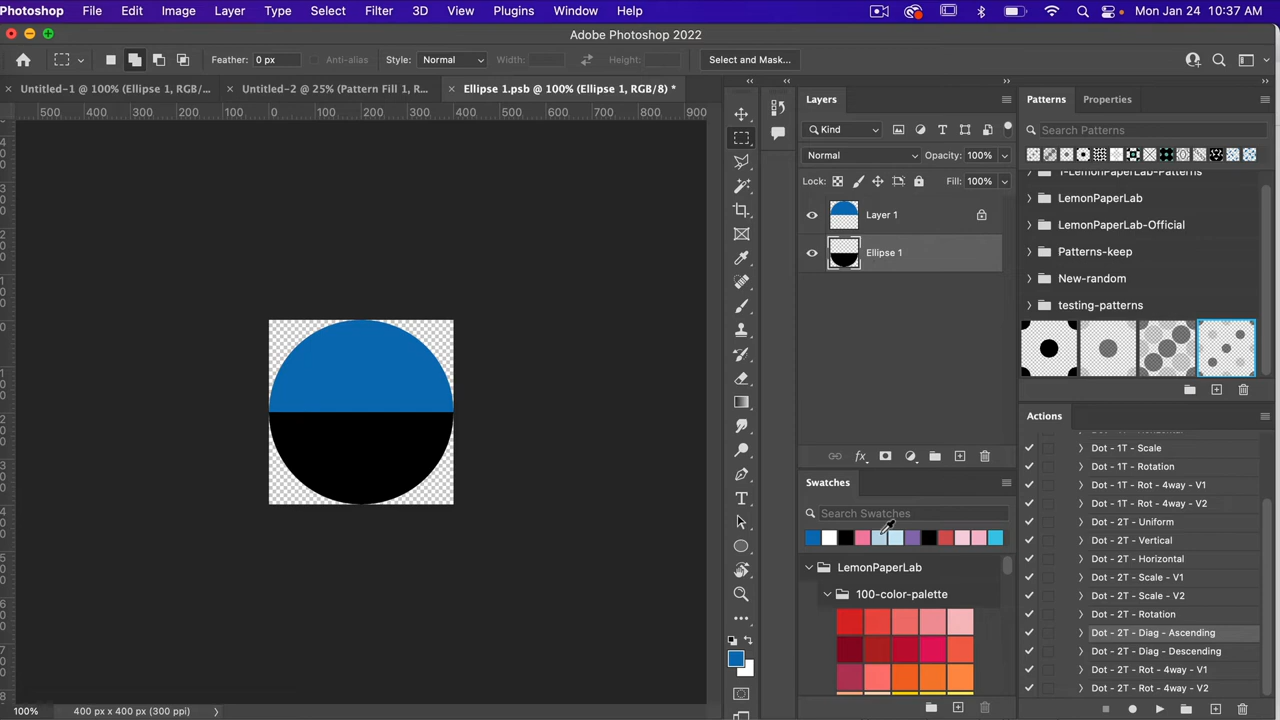 Photoshop File Edit Image Layer Type Select Filter 3D View Plugins Window Help Mon Jan 24 10:37 AM
Adobe Photoshop 2022
Feather: 0 px Anti-alias Style: Normal Width: Height: Select and Mask...
Untitled-1 @ 100% (Ellipse 1, RGB/... Untitled-2 @ 25% (Pattern Fill 1, R... Ellipse 1.psb @ 100% (Ellipse 1, RGB/8) *
500 400 300 200 100 0 100 200 300 400 500 600 700 800 900
Layers
Kind
Normal Opacity: 100%
Lock: Fill: 100%
Layer 1
Ellipse 1
Patterns Properties
Search Patterns
1-LemonPaperLab-Patterns
LemonPaperLab
LemonPaperLab-Official
Patterns-keep
New-random
testing-patterns
Actions
Dot - 1T - Scale
Dot - 1T - Rotation
Dot - 1T - Rot - 4way - V1
Dot - 1T - Rot - 4way - V2
Dot - 2T - Uniform
Dot - 2T - Vertical
Dot - 2T - Horizontal
Dot - 2T - Scale - V1
Dot - 2T - Scale - V2
Dot - 2T - Rotation
Dot - 2T - Diag - Ascending
Dot - 2T - Diag - Descending
Dot - 2T - Rot - 4way - V1
Dot - 2T - Rot - 4way - V2
Swatches
Search Swatches
LemonPaperLab
100-color-palette
100% 400 px x 400 px (300 ppi)